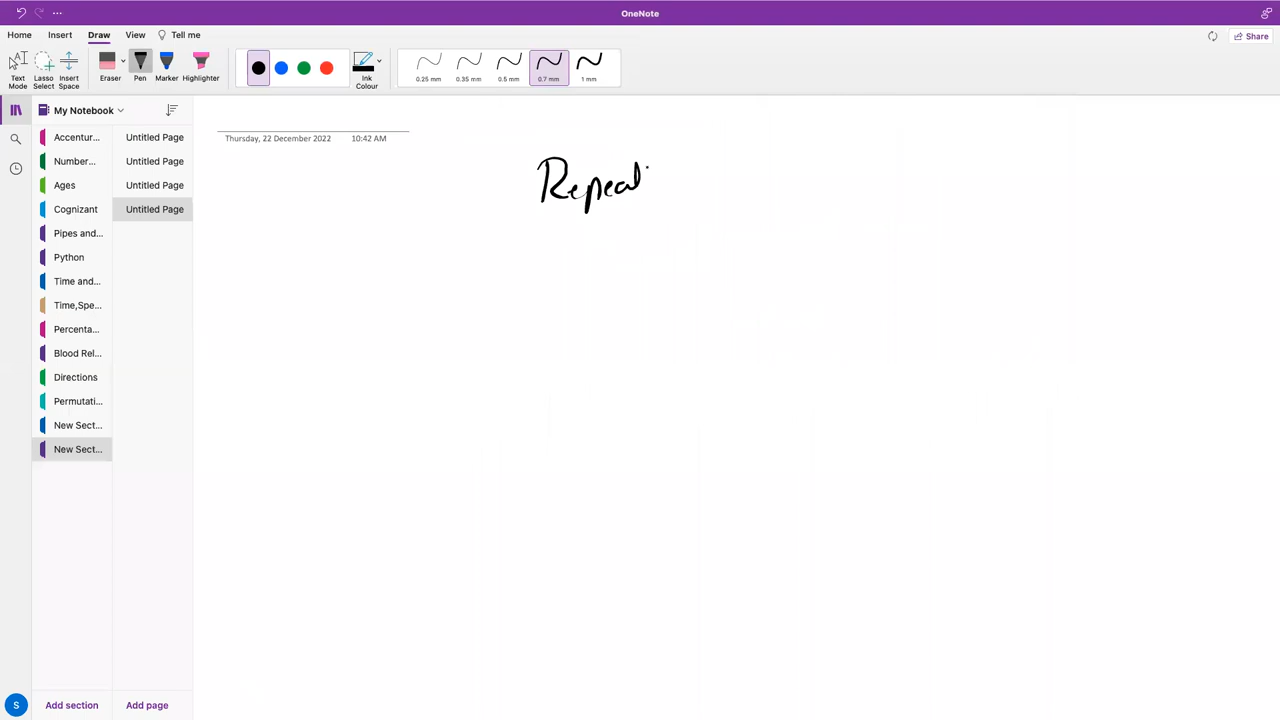 OneNote
Home Insert Draw View Tell me
Share
Text Mode
Lasso Select
Insert Space
Eraser
Pen
Marker
Highlighter
Ink Colour
0.25 mm 0.35 mm 0.5 mm 0.7 mm 1 mm
My Notebook
Accentur... Untitled Page
Number... Untitled Page
Ages Untitled Page
Cognizant Untitled Page
Pipes and...
Python
Time and...
Time,Spe...
Percenta...
Blood Rel...
Directions
Permutati...
New Sect...
New Sect...
Thursday, 22 December 2022 10:42 AM
Repeat
S
Add section Add page